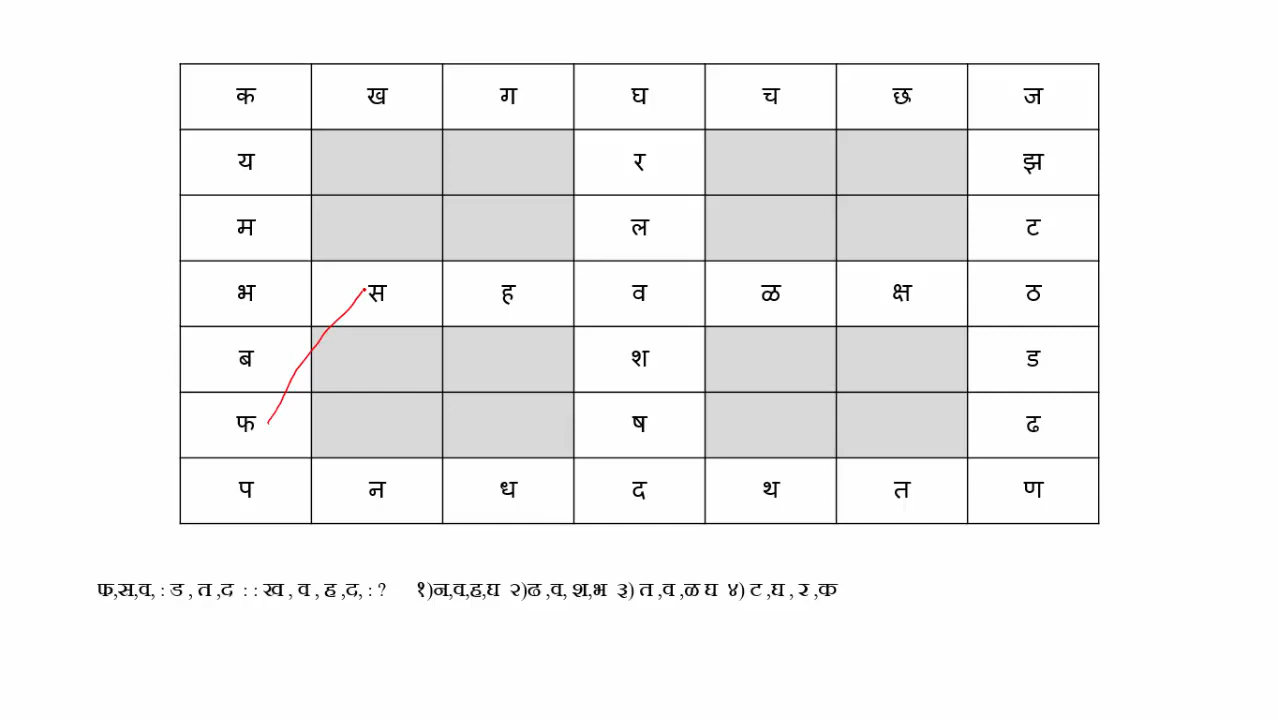 क ख ग घ च छ ज
य र झ
म ल ट
भ स ह व ळ क्ष ठ
ब श ड
फ ष ढ
प न ध द थ त ण
फ,स,व, : ड , त ,द : : ख , व , ह ,द, : ? १)न,व,ह,घ २)ढ ,व, श,भ ३) त ,व ,ळ घ ४) ट ,घ , र ,क